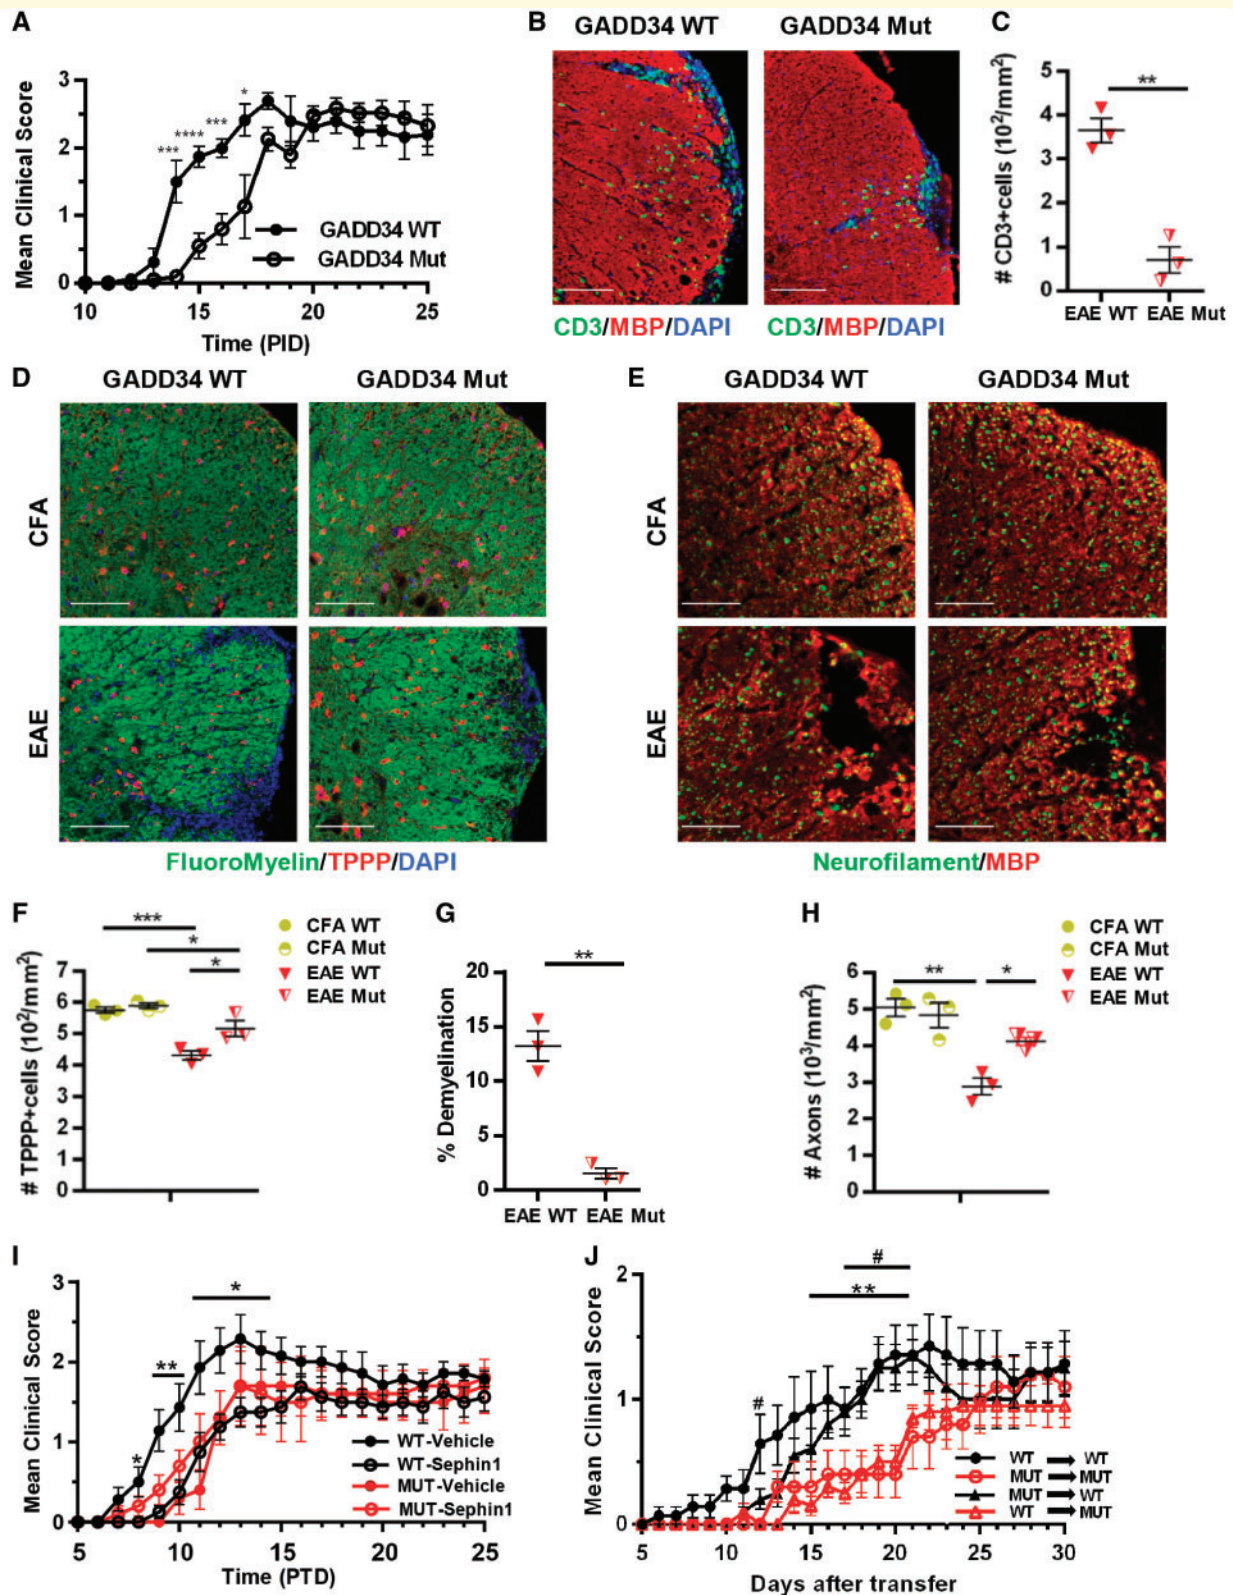 A
Mean Clinical Score
3
2
1
0
***
****
***
*
GADD34 WT
GADD34 Mut
10 15 20 25
Time (PID)
B
GADD34 WT GADD34 Mut
CD3/MBP/DAPI CD3/MBP/DAPI
C
# CD3+cells (10²/mm²)
5
4
3
2
1
0
**
EAE WT EAE Mut
D
GADD34 WT GADD34 Mut
CFA
EAE
FluoroMyelin/TPPP/DAPI
E
GADD34 WT GADD34 Mut
CFA
EAE
Neurofilament/MBP
F
# TPPP+cells (10²/mm²)
7
6
5
4
3
2
1
0
***
*
*
CFA WT
CFA Mut
EAE WT
EAE Mut
G
% Demyelination
20
15
10
5
0
**
EAE WT EAE Mut
H
# Axons (10³/mm²)
6
5
4
3
2
1
0
** *
CFA WT
CFA Mut
EAE WT
EAE Mut
I
Mean Clinical Score
3
2
1
0
*
**
*
WT-Vehicle
WT-Sephin1
MUT-Vehicle
MUT-Sephin1
5 10 15 20 25
Time (PTD)
J
Mean Clinical Score
2
1
0
#
**
#
WT ➡ WT
MUT ➡ MUT
MUT ➡ WT
WT ➡ MUT
5 10 15 20 25 30
Days after transfer